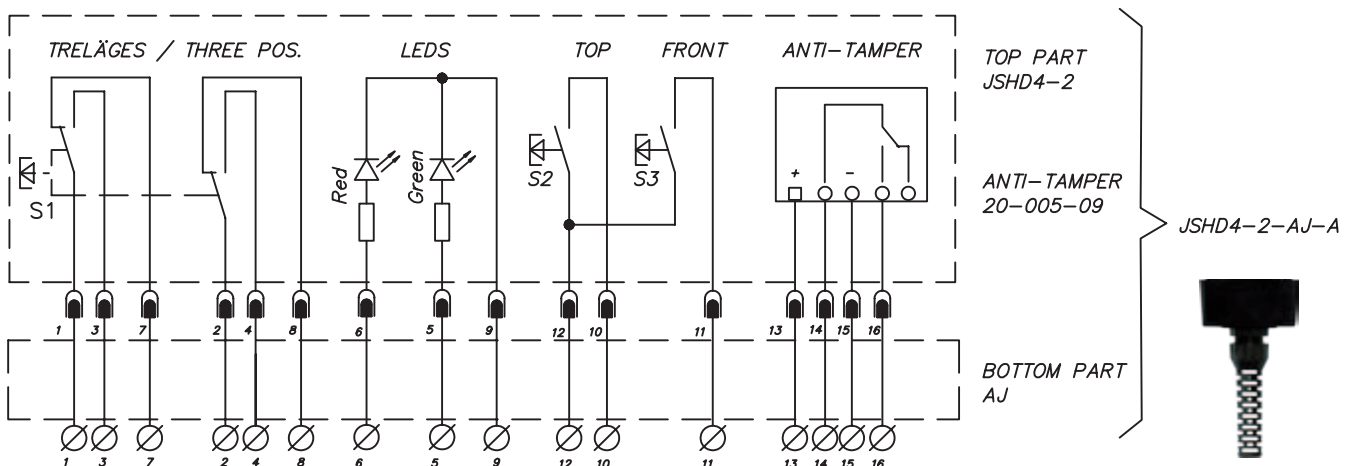 TRELÄGES / THREE POS.
LEDS
TOP
FRONT
ANTI-TAMPER
TOP PART
JSHD4-2
Red
Green
S1
S2
S3
+
-
ANTI-TAMPER
20-005-09
JSHD4-2-AJ-A
1 3 7 2 4 8 6 5 9 12 10 11 13 14 15 16
BOTTOM PART
AJ
1 3 7 2 4 8 6 5 9 12 10 11 13 14 15 16